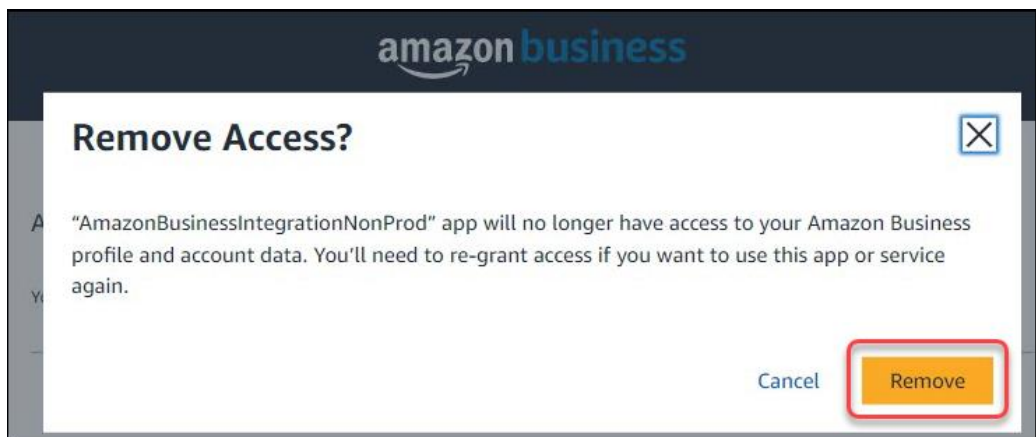 amazon business
Remove Access?
A
“AmazonBusinessIntegrationNonProd” app will no longer have access to your Amazon Business
profile and account data. You’ll need to re-grant access if you want to use this app or service
again.
Cancel
Remove